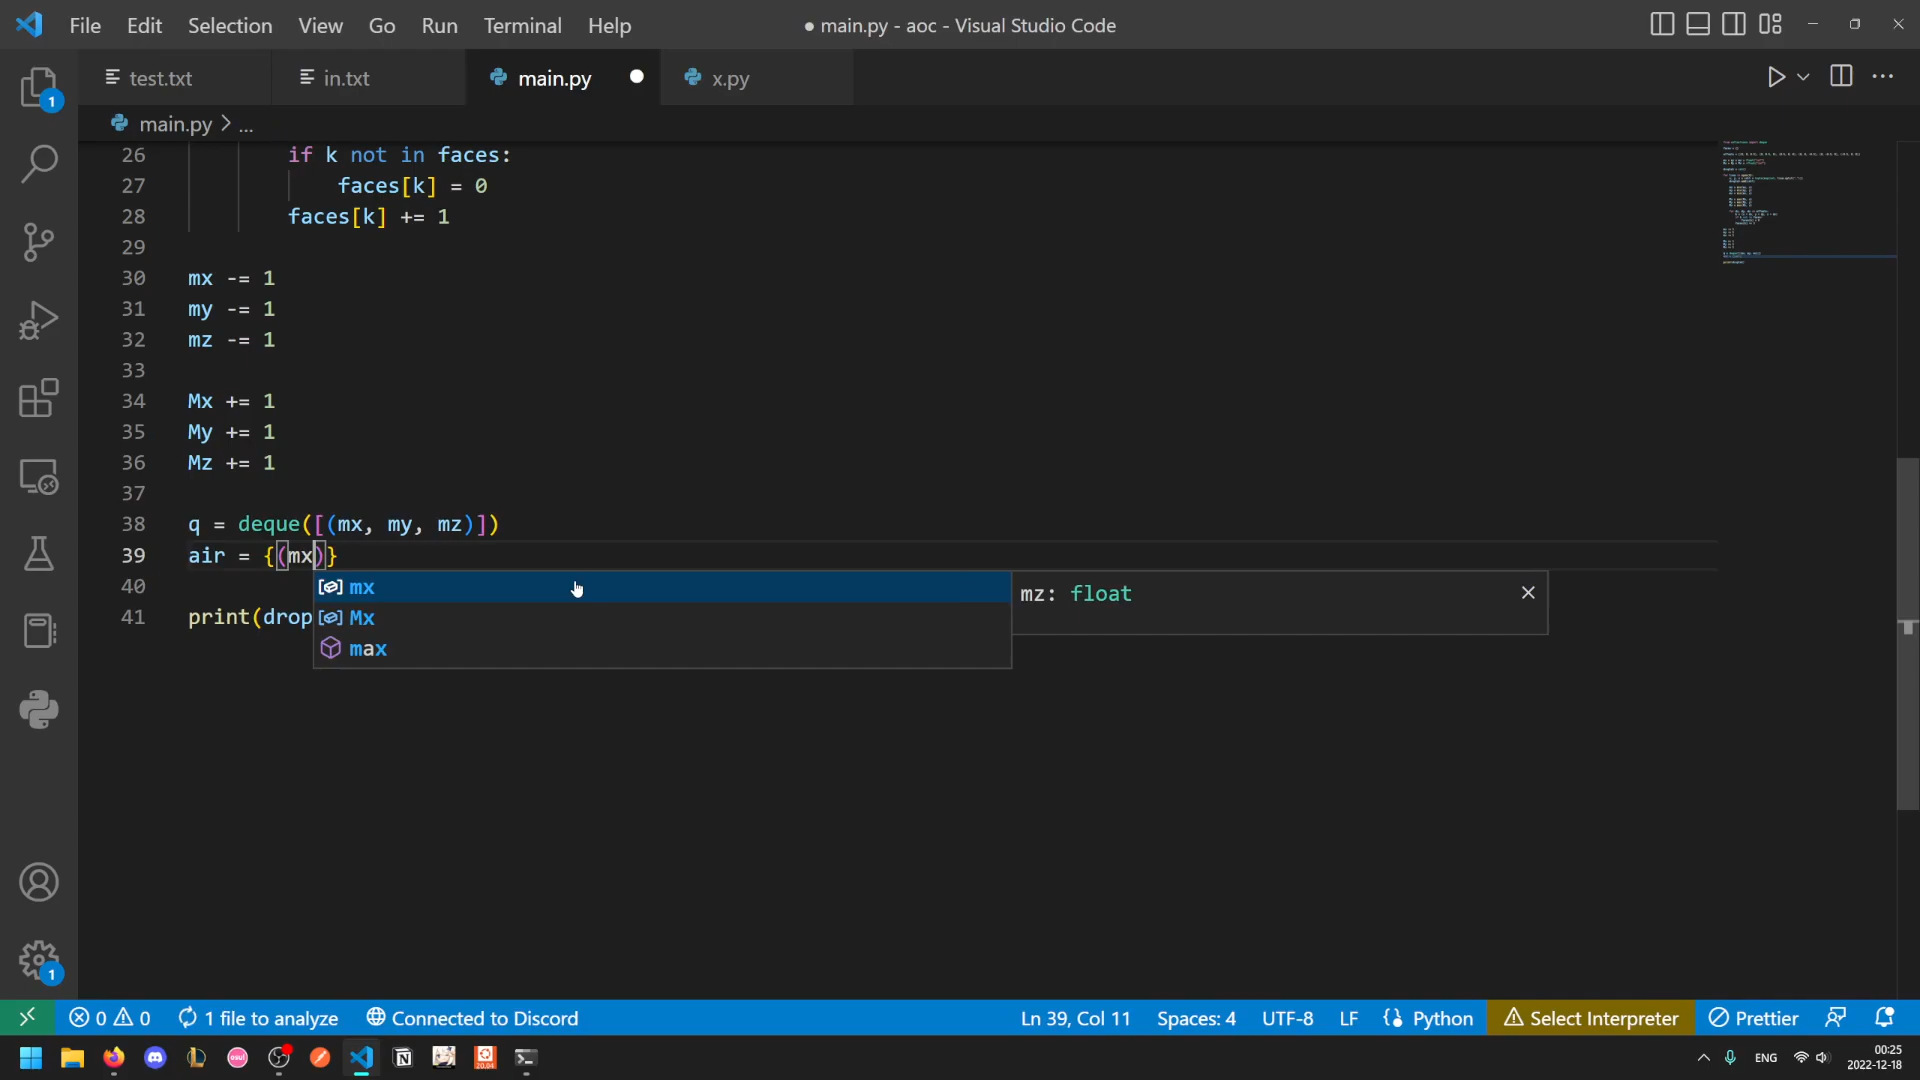 File Edit Selection View Go Run Terminal Help
● main.py - aoc - Visual Studio Code
test.txt
in.txt
main.py
x.py
main.py > ...
26 if k not in faces:
27 faces[k] = 0
28 faces[k] += 1
29
30 mx -= 1
31 my -= 1
32 mz -= 1
33
34 Mx += 1
35 My += 1
36 Mz += 1
37
38 q = deque([(mx, my, mz)])
39 air = {(mx)}
mx
mz: float
40
Mx
41 print(drop
max
1
1
0 0
1 file to analyze
Connected to Discord
Ln 39, Col 11
Spaces: 4
UTF-8
LF
Python
Select Interpreter
Prettier
osu!
20.04
ENG
00:25
2022-12-18